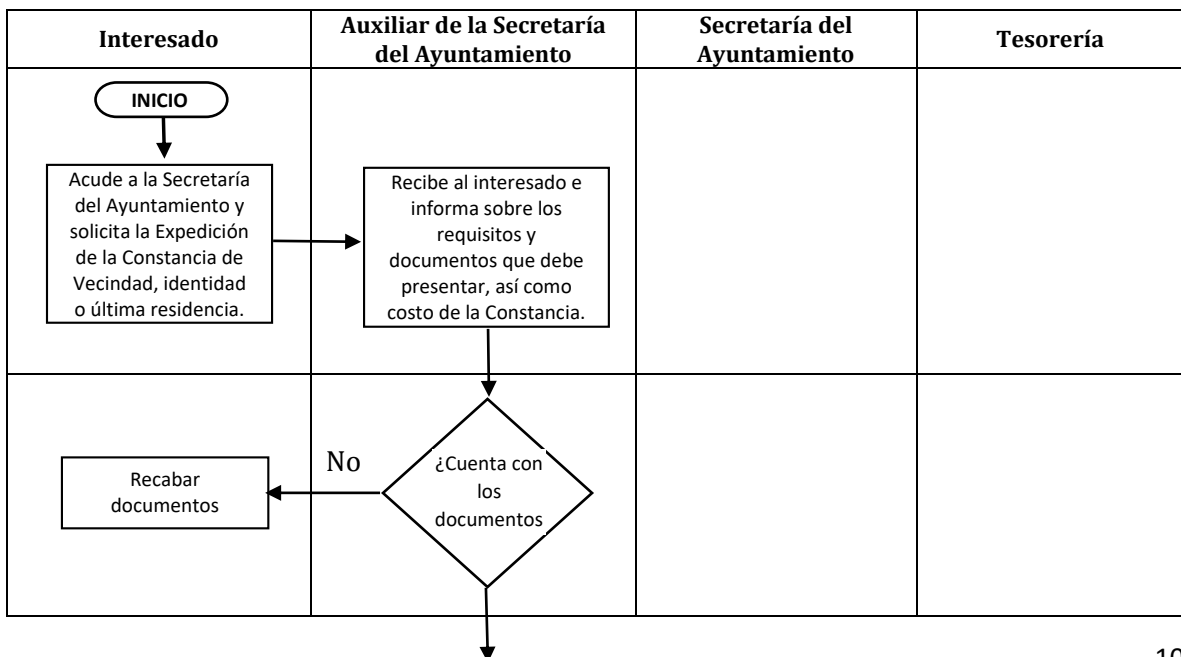 Interesado
Auxiliar de la Secretaría
del Ayuntamiento
Secretaría del
Ayuntamiento
Tesorería
INICIO
Acude a la Secretaría
del Ayuntamiento y
solicita la Expedición
de la Constancia de
Vecindad, identidad
o última residencia.
Recibe al interesado e
informa sobre los
requisitos y
documentos que debe
presentar, así como
costo de la Constancia.
Recabar
documentos
No
¿Cuenta con
los
documentos
10